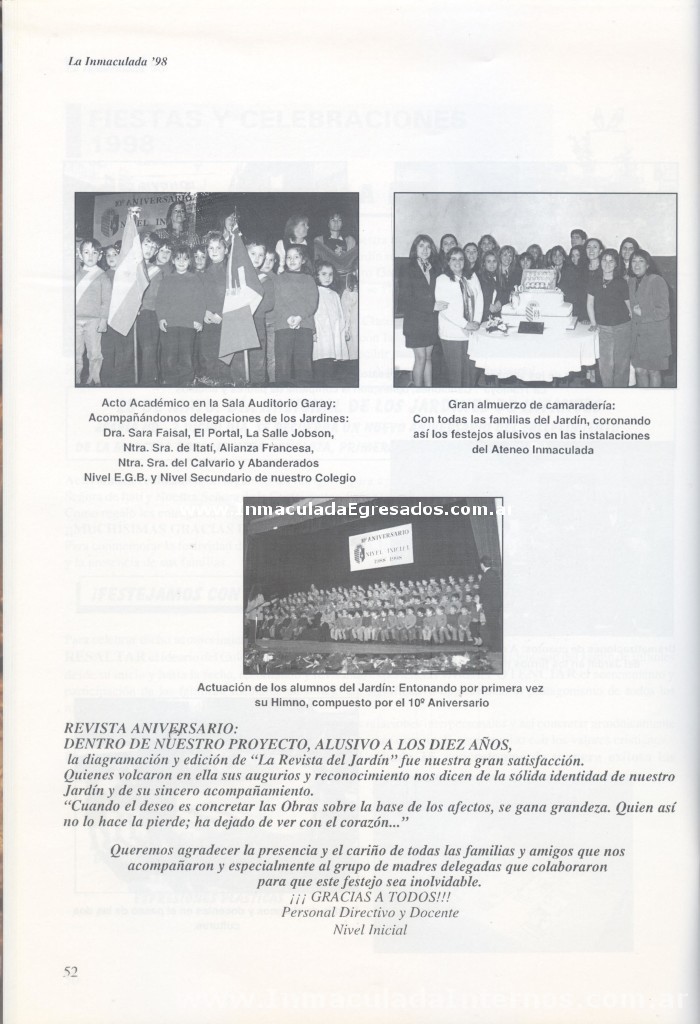 La Inmaculada '98
Xº ANIVERSARIO
NIVEL INI
Acto Académico en la Sala Auditorio Garay:
Acompañándonos delegaciones de los Jardines:
Dra. Sara Faisal, El Portal, La Salle Jobson,
Ntra. Sra. de Itatí, Alianza Francesa,
Ntra. Sra. del Calvario y Abanderados
Nivel E.G.B. y Nivel Secundario de nuestro Colegio
Gran almuerzo de camaradería:
Con todas las familias del Jardín, coronando
así los festejos alusivos en las instalaciones
del Ateneo Inmaculada
www.InmaculadaEgresados.com.ar
ANIVERSARIO
NIVEL INICIAL
1988 1998
Actuación de los alumnos del Jardín: Entonando por primera vez
su Himno, compuesto por el 10º Aniversario
REVISTA ANIVERSARIO:
DENTRO DE NUESTRO PROYECTO, ALUSIVO A LOS DIEZ AÑOS,
la diagramación y edición de “La Revista del Jardín” fue nuestra gran satisfacción.
Quienes volcaron en ella sus augurios y reconocimiento nos dicen de la sólida identidad de nuestro
Jardín y de su sincero acompañamiento.
“Cuando el deseo es concretar las Obras sobre la base de los afectos, se gana grandeza. Quien así
no lo hace la pierde; ha dejado de ver con el corazón...”
Queremos agradecer la presencia y el cariño de todas las familias y amigos que nos
acompañaron y especialmente al grupo de madres delegadas que colaboraron
para que este festejo sea inolvidable.
¡¡¡ GRACIAS A TODOS!!!
Personal Directivo y Docente
Nivel Inicial
52
www.InmaculadaInternos.com.ar